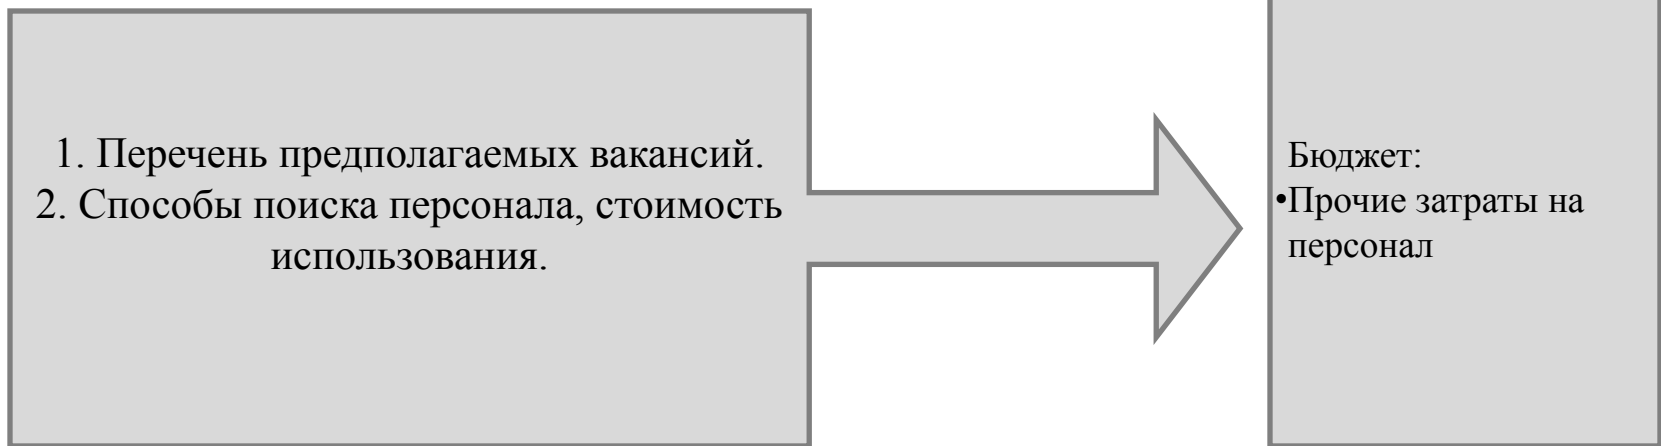 1. Перечень предполагаемых вакансий.
2. Способы поиска персонала, стоимость
использования.
Бюджет:
•Прочие затраты на
персонал